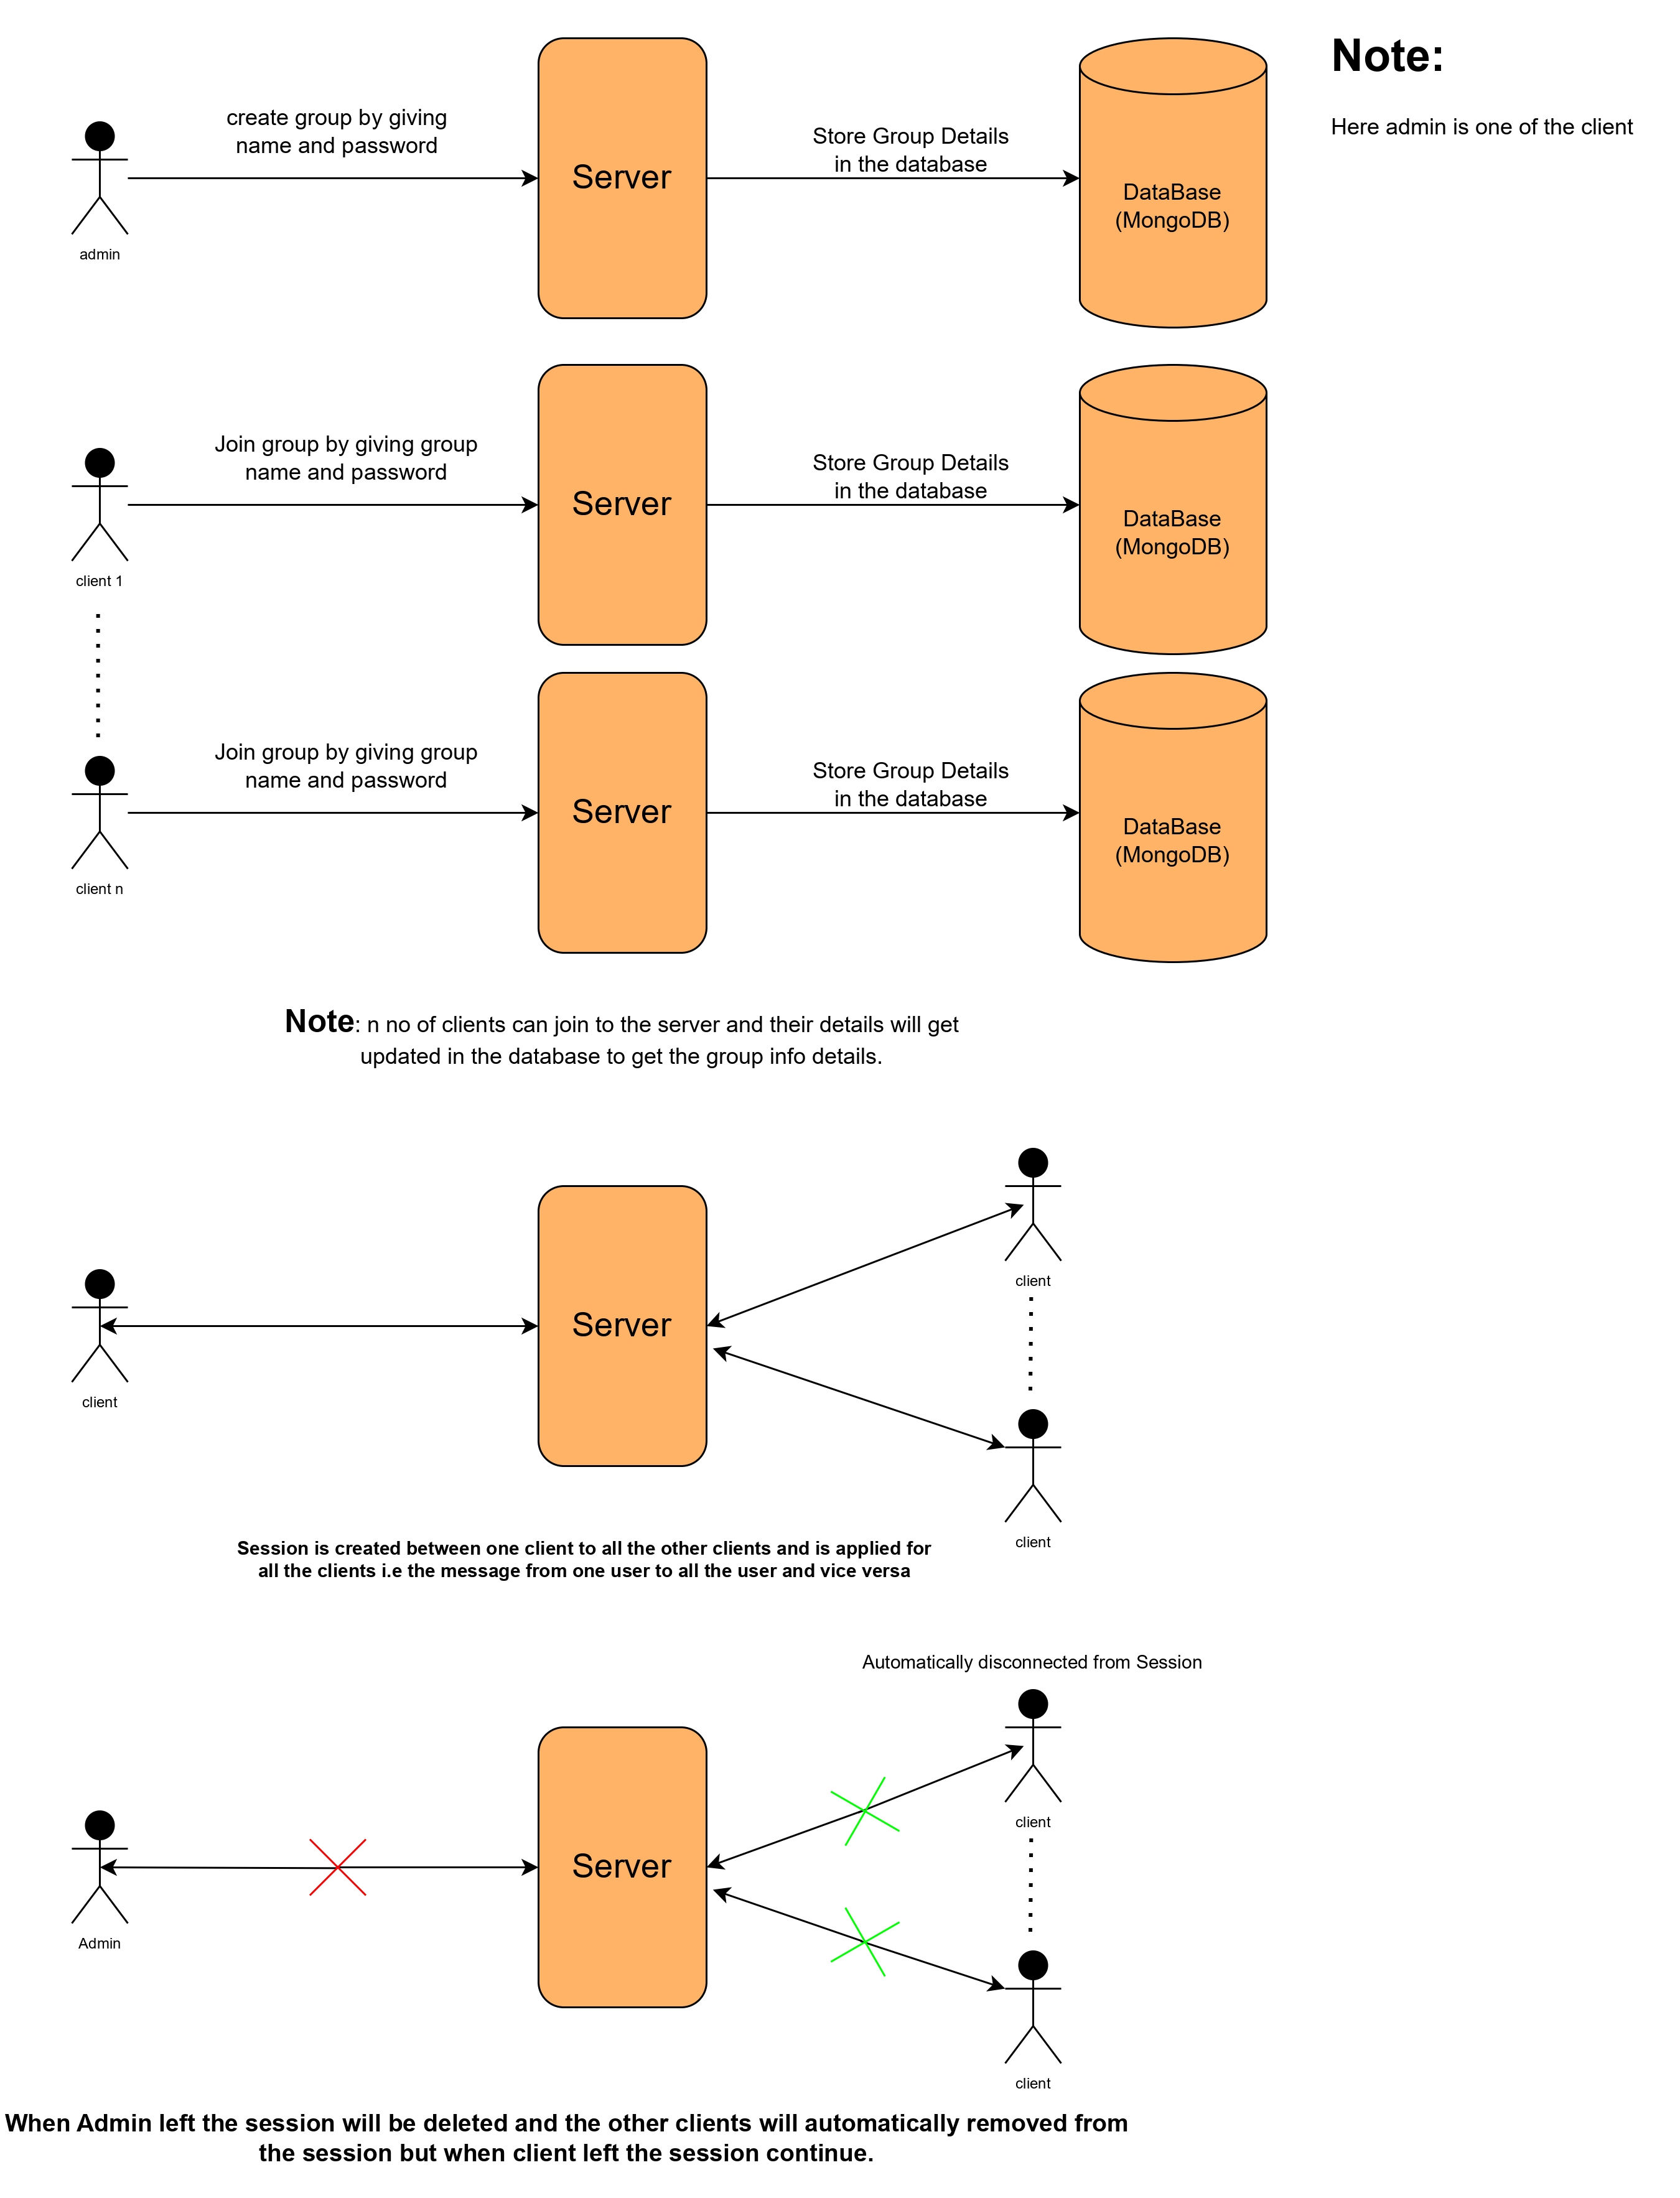 Note:
Here admin is one of the client
create group by giving
name and password
Server
Store Group Details
in the database
DataBase
(MongoDB)
admin
Join group by giving group
name and password
Server
Store Group Details
in the database
DataBase
(MongoDB)
client 1
Join group by giving group
name and password
Server
Store Group Details
in the database
DataBase
(MongoDB)
client n
Note: n no of clients can join to the server and their details will get
updated in the database to get the group info details.
client
Server
client
client
Session is created between one client to all the other clients and is applied for
all the clients i.e the message from one user to all the user and vice versa
Automatically disconnected from Session
client
Server
Admin
client
When Admin left the session will be deleted and the other clients will automatically removed from
the session but when client left the session continue.